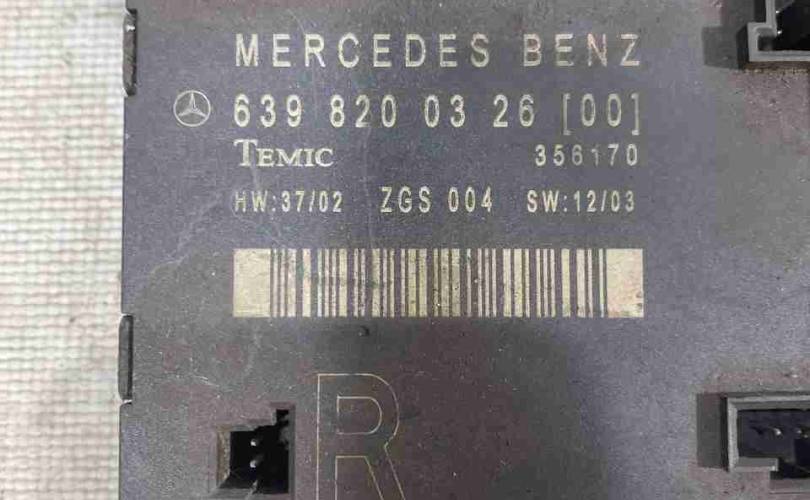 MERCEDES BENZ
639 820 03 26 [00]
TEMIC 356170
HW:37/02 ZGS 004 SW:12/03
R